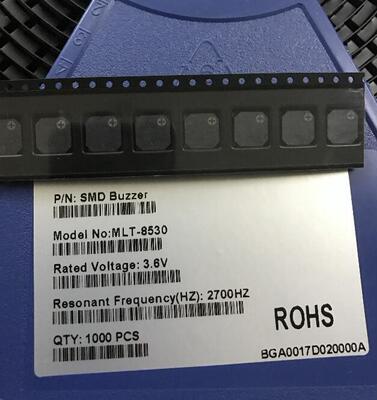 P/N: SMD Buzzer
Model No:MLT-8530
Rated Voltage: 3.6V
Resonant Frequency(HZ): 2700HZ
QTY: 1000 PCS
ROHS
BGA0017D020000A